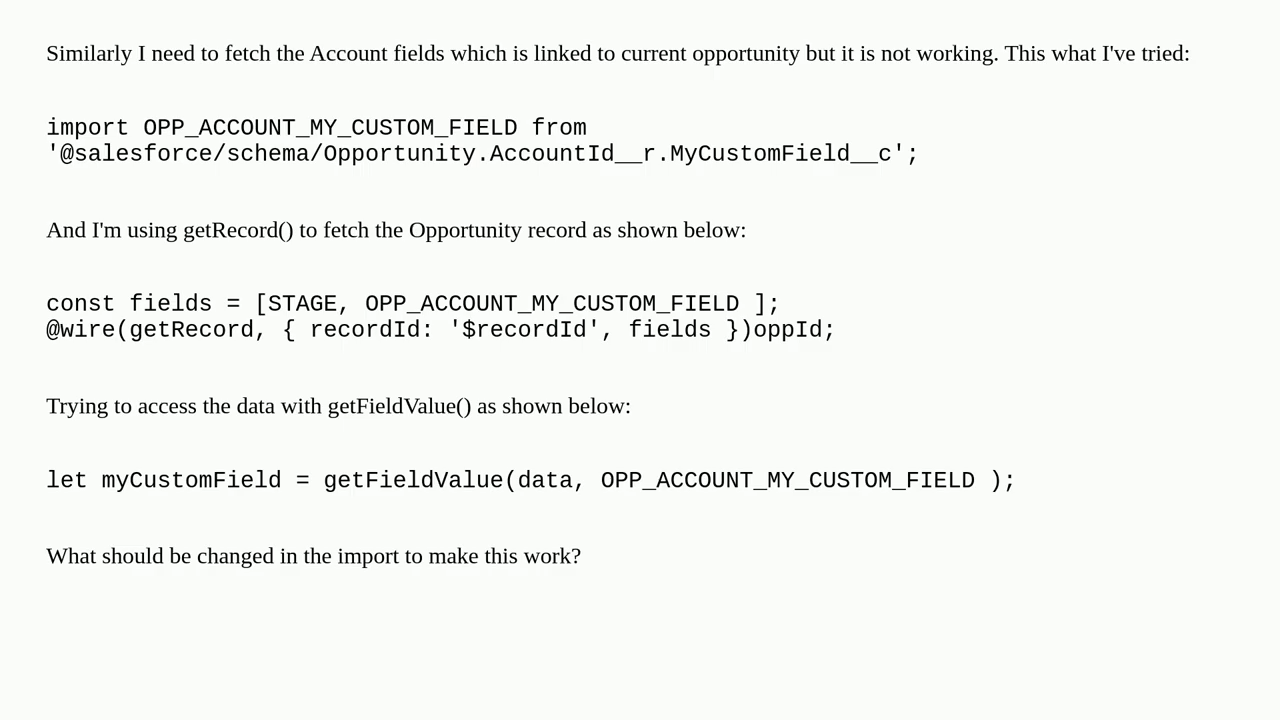 Similarly I need to fetch the Account fields which is linked to current opportunity but it is not working. This what I've tried:
import OPP_ACCOUNT_MY_CUSTOM_FIELD from
'@salesforce/schema/Opportunity.AccountId__r.MyCustomField__c';
And I'm using getRecord() to fetch the Opportunity record as shown below:
const fields = [STAGE, OPP_ACCOUNT_MY_CUSTOM_FIELD ];
@wire(getRecord, { recordId: '$recordId', fields })oppId;
Trying to access the data with getFieldValue() as shown below:
let myCustomField = getFieldValue(data, OPP_ACCOUNT_MY_CUSTOM_FIELD );
What should be changed in the import to make this work?